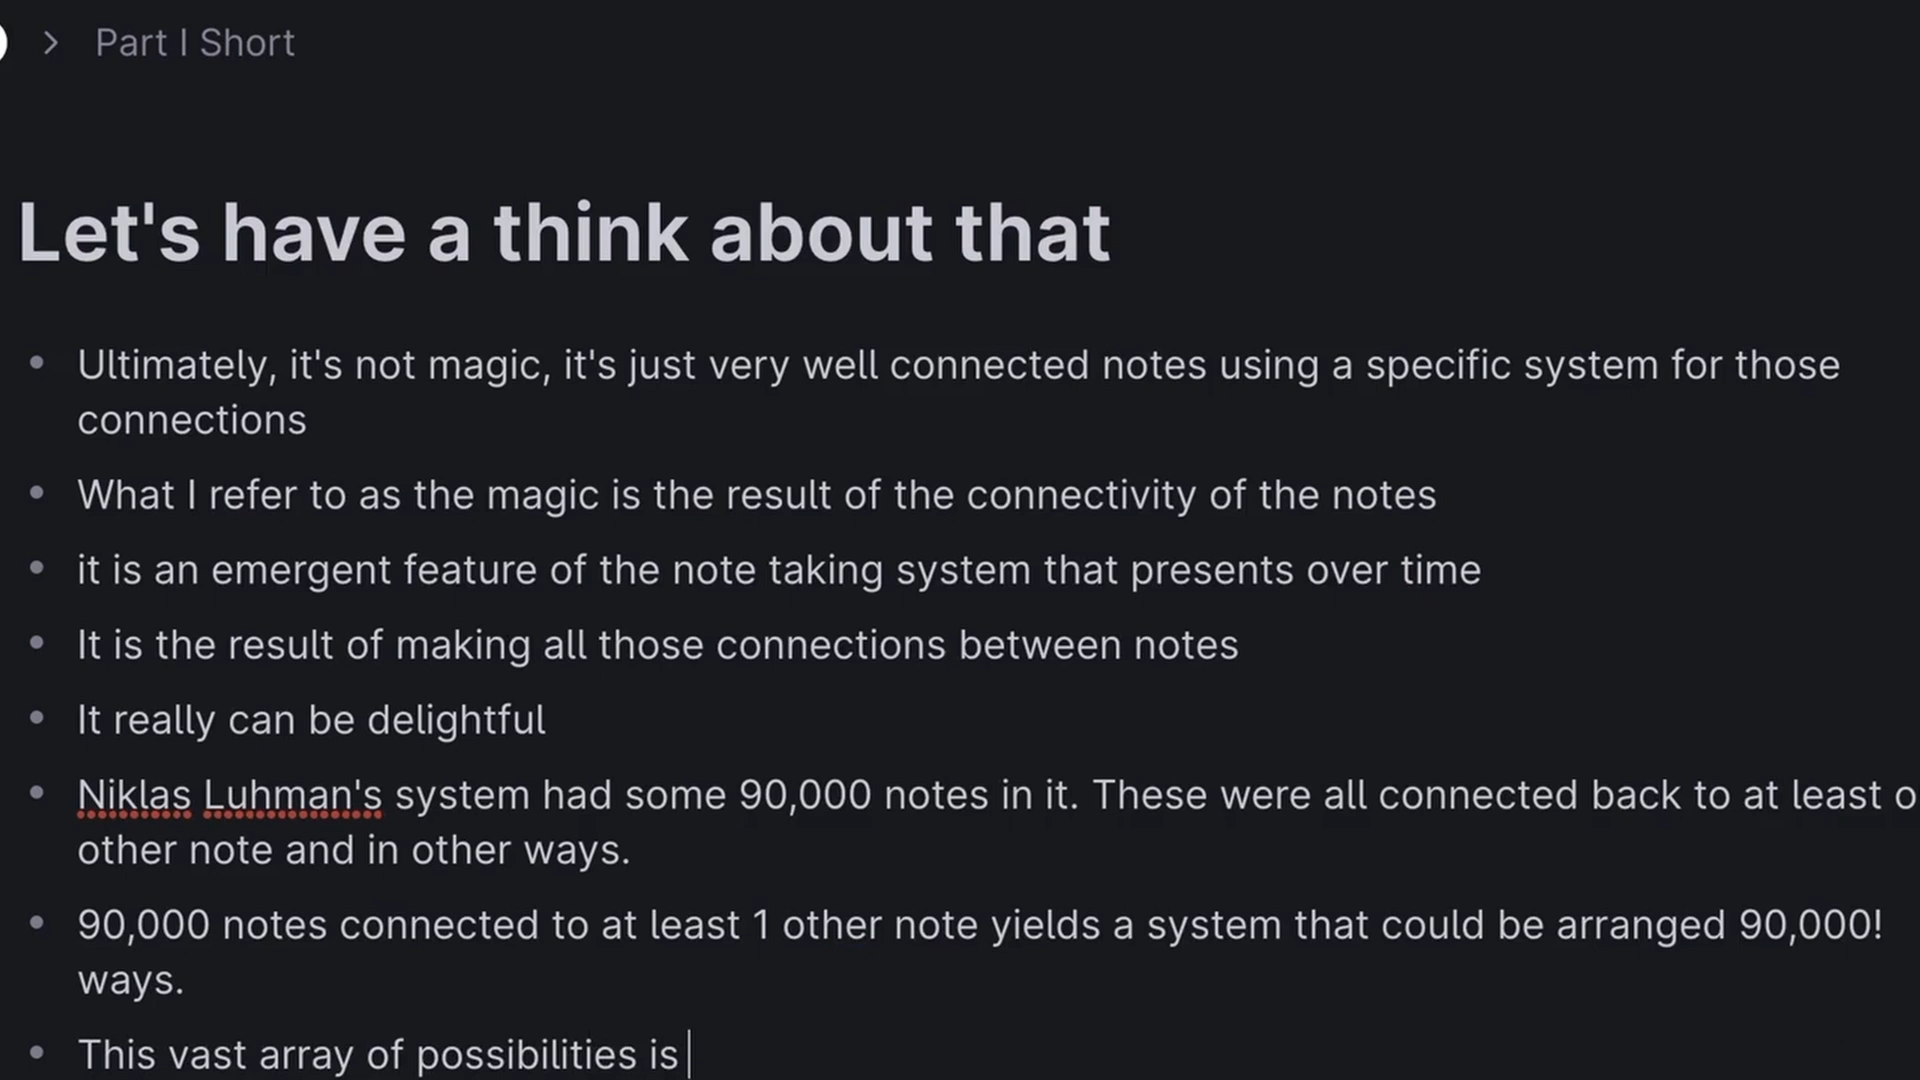 Part I Short
Let's have a think about that
Ultimately, it's not magic, it's just very well connected notes using a specific system for those
connections
What I refer to as the magic is the result of the connectivity of the notes
it is an emergent feature of the note taking system that presents over time
It is the result of making all those connections between notes
It really can be delightful
Niklas Luhman's system had some 90,000 notes in it. These were all connected back to at least
other note and in other ways.
90,000 notes connected to at least 1 other note yields a system that could be arranged 90,000!
ways.
This vast array of possibilities is